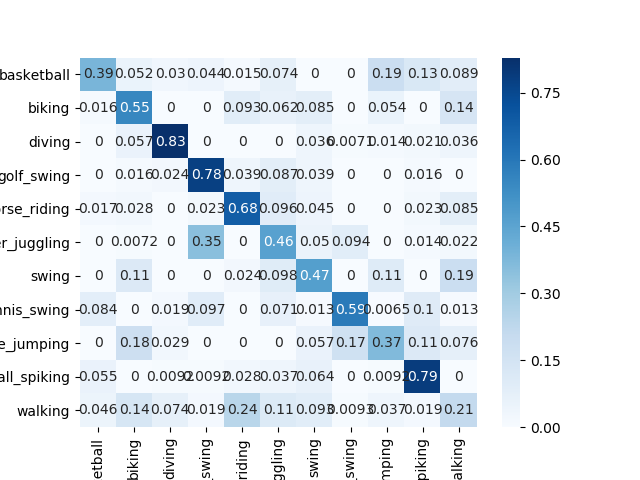 basketball 0.39 0.052 0.03 0.044 0.015 0.074 0 0 0.19 0.13 0.089
biking 0.016 0.55 0 0 0.093 0.062 0.085 0 0.054 0 0.14
diving 0 0.057 0.83 0 0 0 0.036 0.0071 0.014 0.021 0.036
golf_swing 0 0.016 0.024 0.78 0.039 0.087 0.039 0 0 0.016 0
rse_riding 0.017 0.028 0 0.023 0.68 0.096 0.045 0 0 0.023 0.085
er_juggling 0 0.0072 0 0.35 0 0.46 0.05 0.094 0 0.014 0.022
swing 0 0.11 0 0 0.024 0.098 0.47 0 0.11 0 0.19
nnis_swing 0.084 0 0.019 0.097 0 0.071 0.013 0.59 0.0065 0.1 0.013
e_jumping 0 0.18 0.029 0 0 0 0.057 0.17 0.37 0.11 0.076
all_spiking 0.055 0 0.0092 0.0092 0.028 0.037 0.064 0 0.0092 0.79 0
walking 0.046 0.14 0.074 0.019 0.24 0.11 0.093 0.0093 0.037 0.019 0.21
etball biking diving _swing riding ggling swing _swing mping piking alking
0.75
0.60
0.45
0.30
0.15
0.00